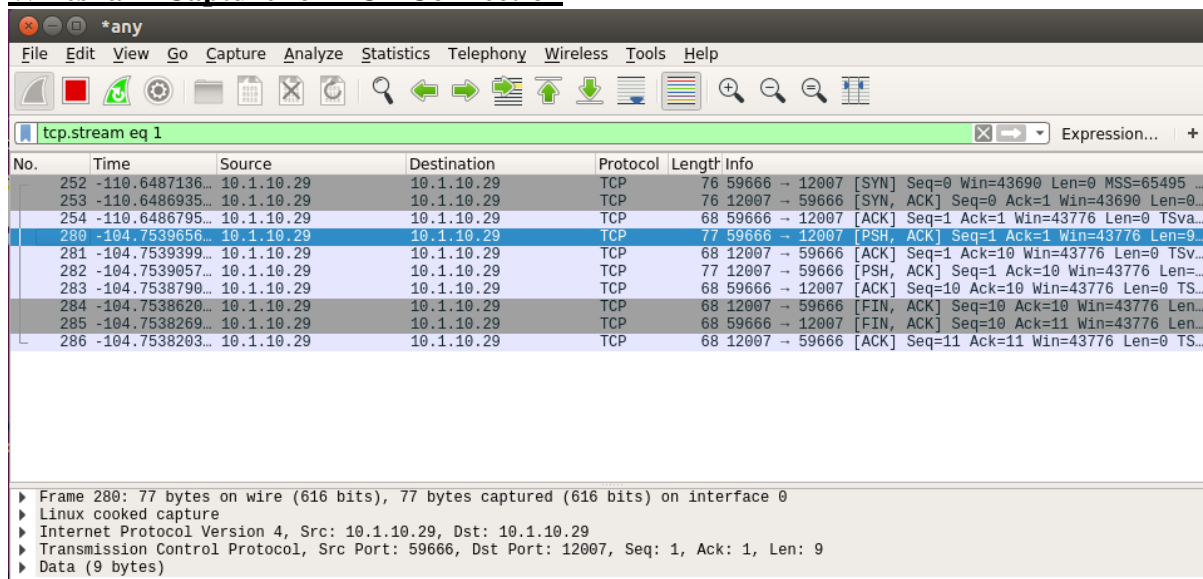 *any
File Edit View Go Capture Analyze Statistics Telephony Wireless Tools Help
tcp.stream eq 1 Expression... +
No. Time Source Destination Protocol Length Info
252 -110.6487136… 10.1.10.29 10.1.10.29 TCP 76 59666 → 12007 [SYN] Seq=0 Win=43690 Len=0 MSS=65495 …
253 -110.6486935… 10.1.10.29 10.1.10.29 TCP 76 12007 → 59666 [SYN, ACK] Seq=0 Ack=1 Win=43690 Len=0…
254 -110.6486795… 10.1.10.29 10.1.10.29 TCP 68 59666 → 12007 [ACK] Seq=1 Ack=1 Win=43776 Len=0 TSva…
280 -104.7539656… 10.1.10.29 10.1.10.29 TCP 77 59666 → 12007 [PSH, ACK] Seq=1 Ack=1 Win=43776 Len=9…
281 -104.7539399… 10.1.10.29 10.1.10.29 TCP 68 12007 → 59666 [ACK] Seq=1 Ack=10 Win=43776 Len=0 TSv…
282 -104.7539057… 10.1.10.29 10.1.10.29 TCP 77 12007 → 59666 [PSH, ACK] Seq=1 Ack=10 Win=43776 Len=…
283 -104.7538790… 10.1.10.29 10.1.10.29 TCP 68 59666 → 12007 [ACK] Seq=10 Ack=10 Win=43776 Len=0 TS…
284 -104.7538620… 10.1.10.29 10.1.10.29 TCP 68 12007 → 59666 [FIN, ACK] Seq=10 Ack=10 Win=43776 Len…
285 -104.7538269… 10.1.10.29 10.1.10.29 TCP 68 59666 → 12007 [FIN, ACK] Seq=10 Ack=11 Win=43776 Len…
286 -104.7538203… 10.1.10.29 10.1.10.29 TCP 68 12007 → 59666 [ACK] Seq=11 Ack=11 Win=43776 Len=0 TS…
Frame 280: 77 bytes on wire (616 bits), 77 bytes captured (616 bits) on interface 0
Linux cooked capture
Internet Protocol Version 4, Src: 10.1.10.29, Dst: 10.1.10.29
Transmission Control Protocol, Src Port: 59666, Dst Port: 12007, Seq: 1, Ack: 1, Len: 9
Data (9 bytes)